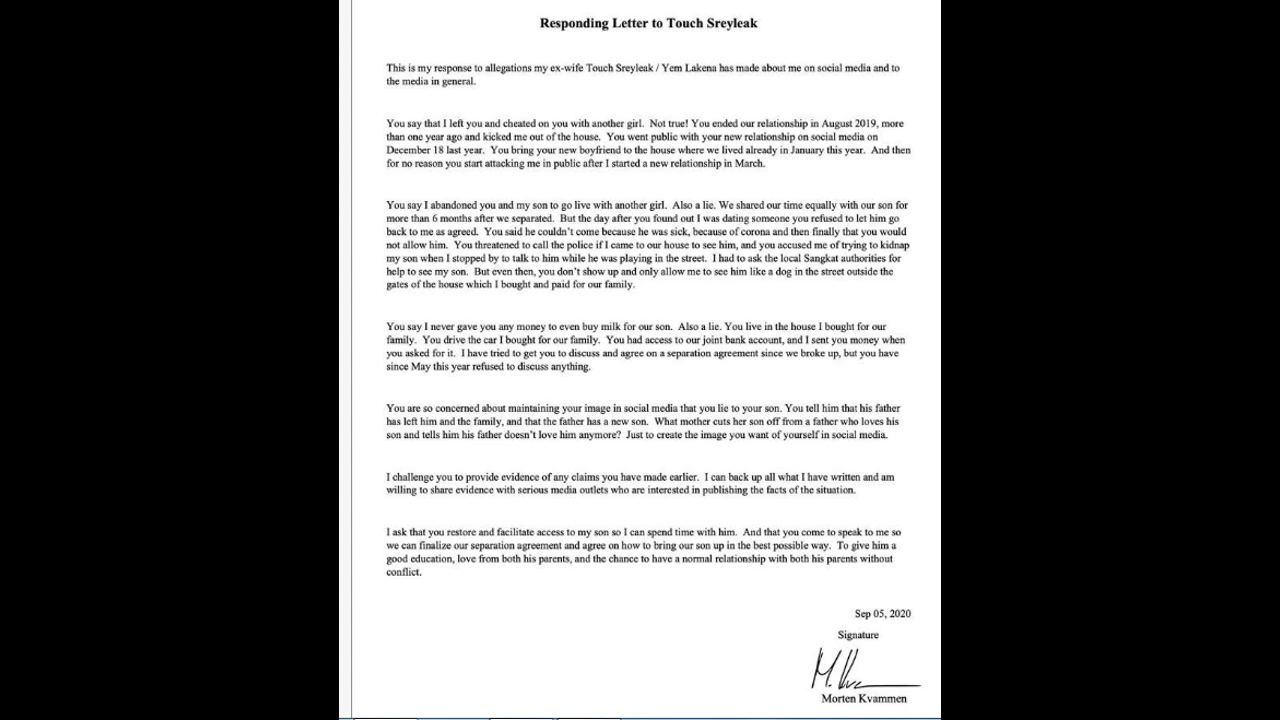 Responding Letter to Touch Sreyleak
This is my response to allegations my ex-wife Touch Sreyleak / Yem Lakena has made about me on social media and to
the media in general.
You say that I left you and cheated on you with another girl. Not true! You ended our relationship in August 2019, more
than one year ago and kicked me out of the house. You went public with your new relationship on social media on
December 18 last year. You bring your new boyfriend to the house where we lived already in January this year. And then
for no reason you start attacking me in public after I started a new relationship in March.
You say I abandoned you and my son to go live with another girl. Also a lie. We shared our time equally with our son for
more than 6 months after we separated. But the day after you found out I was dating someone you refused to let him go
back to me as agreed. You said he couldn't come because he was sick, because of corona and then finally that you would
not allow him. You threatened to call the police if I came to our house to see him, and you accused me of trying to kidnap
my son when I stopped by to talk to him while he was playing in the street. I had to ask the local Sangkat authorities for
help to see my son. But even then, you don't show up and only allow me to see him like a dog in the street outside the
gates of the house which I bought and paid for our family.
You say I never gave you any money to even buy milk for our son. Also a lie. You live in the house I bought for our
family. You drive the car I bought for our family. You had access to our joint bank account, and I sent you money when
you asked for it. I have tried to get you to discuss and agree on a separation agreement since we broke up, but you have
since May this year refused to discuss anything.
You are so concerned about maintaining your image in social media that you lie to your son. You tell him that his father
has left him and the family, and that the father has a new son. What mother cuts her son off from a father who loves his
son and tells him his father doesn't love him anymore? Just to create the image you want of yourself in social media.
I challenge you to provide evidence of any claims you have made earlier. I can back up all what I have written and am
willing to share evidence with serious media outlets who are interested in publishing the facts of the situation.
I ask that you restore and facilitate access to my son so I can spend time with him. And that you come to speak to me so
we can finalize our separation agreement and agree on how to bring our son up in the best possible way. To give him a
good education, love from both his parents, and the chance to have a normal relationship with both his parents without
conflict.
Sep 05, 2020
Signature
Morten Kvammen